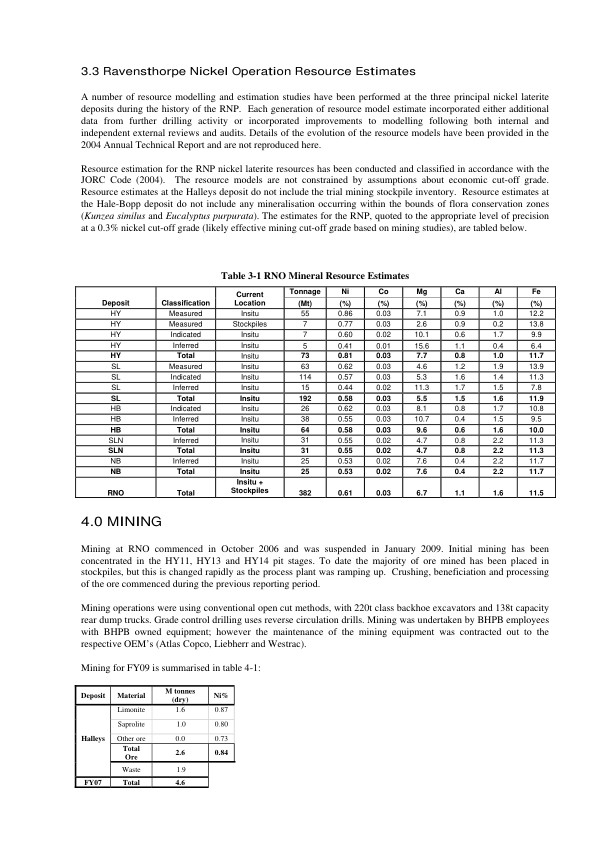 3.3 Ravensthorpe Nickel Operation Resource Estimates
A number of resource modelling and estimation studies have been performed at the three principal nickel laterite
deposits during the history of the RNP. Each generation of resource model estimate incorporated either additional
data from further drilling activity or incorporated improvements to modelling following both internal and
independent external reviews and audits. Details of the evolution of the resource models have been provided in the
2004 Annual Technical Report and are not reproduced here.
Resource estimation for the RNP nickel laterite resources has been conducted and classified in accordance with the
JORC Code (2004). The resource models are not constrained by assumptions about economic cut-off grade.
Resource estimates at the Halleys deposit do not include the trial mining stockpile inventory. Resource estimates at
the Hale-Bopp deposit do not include any mineralisation occurring within the bounds of flora conservation zones
(Kunzea similus and Eucalyptus purpurata). The estimates for the RNP, quoted to the appropriate level of precision
at a 0.3% nickel cut-off grade (likely effective mining cut-off grade based on mining studies), are tabled below.
Table 3-1 RNO Mineral Resource Estimates
Deposit Classification Current Location Tonnage (Mt) Ni (%) Co (%) Mg (%) Ca (%) Al (%) Fe (%)
HY Measured Insitu 55 0.86 0.03 7.1 0.9 1.0 12.2
HY Measured Stockpiles 7 0.77 0.03 2.6 0.9 0.2 13.8
HY Indicated Insitu 7 0.60 0.02 10.1 0.6 1.7 9.9
HY Inferred Insitu 5 0.41 0.01 15.6 1.1 0.4 6.4
HY Total Insitu 73 0.81 0.03 7.7 0.8 1.0 11.7
SL Measured Insitu 63 0.62 0.03 4.6 1.2 1.9 13.9
SL Indicated Insitu 114 0.57 0.03 5.3 1.6 1.4 11.3
SL Inferred Insitu 15 0.44 0.02 11.3 1.7 1.5 7.8
SL Total Insitu 192 0.58 0.03 5.5 1.5 1.6 11.9
HB Indicated Insitu 26 0.62 0.03 8.1 0.8 1.7 10.8
HB Inferred Insitu 38 0.55 0.03 10.7 0.4 1.5 9.5
HB Total Insitu 64 0.58 0.03 9.6 0.6 1.6 10.0
SLN Inferred Insitu 31 0.55 0.02 4.7 0.8 2.2 11.3
SLN Total Insitu 31 0.55 0.02 4.7 0.8 2.2 11.3
NB Inferred Insitu 25 0.53 0.02 7.6 0.4 2.2 11.7
NB Total Insitu 25 0.53 0.02 7.6 0.4 2.2 11.7
RNO Total Insitu + Stockpiles 382 0.61 0.03 6.7 1.1 1.6 11.5
4.0 MINING
Mining at RNO commenced in October 2006 and was suspended in January 2009. Initial mining has been
concentrated in the HY11, HY13 and HY14 pit stages. To date the majority of ore mined has been placed in
stockpiles, but this is changed rapidly as the process plant was ramping up. Crushing, beneficiation and processing
of the ore commenced during the previous reporting period.
Mining operations were using conventional open cut methods, with 220t class backhoe excavators and 138t capacity
rear dump trucks. Grade control drilling uses reverse circulation drills. Mining was undertaken by BHPB employees
with BHPB owned equipment; however the maintenance of the mining equipment was contracted out to the
respective OEM's (Atlas Copco, Liebherr and Westrac).
Mining for FY09 is summarised in table 4-1:
Deposit Material M tonnes (dry) Ni%
Limonite 1.6 0.87
Saprolite 1.0 0.80
Halleys Other ore 0.0 0.73
Total Ore 2.6 0.84
Waste 1.9
FY07 Total 4.6